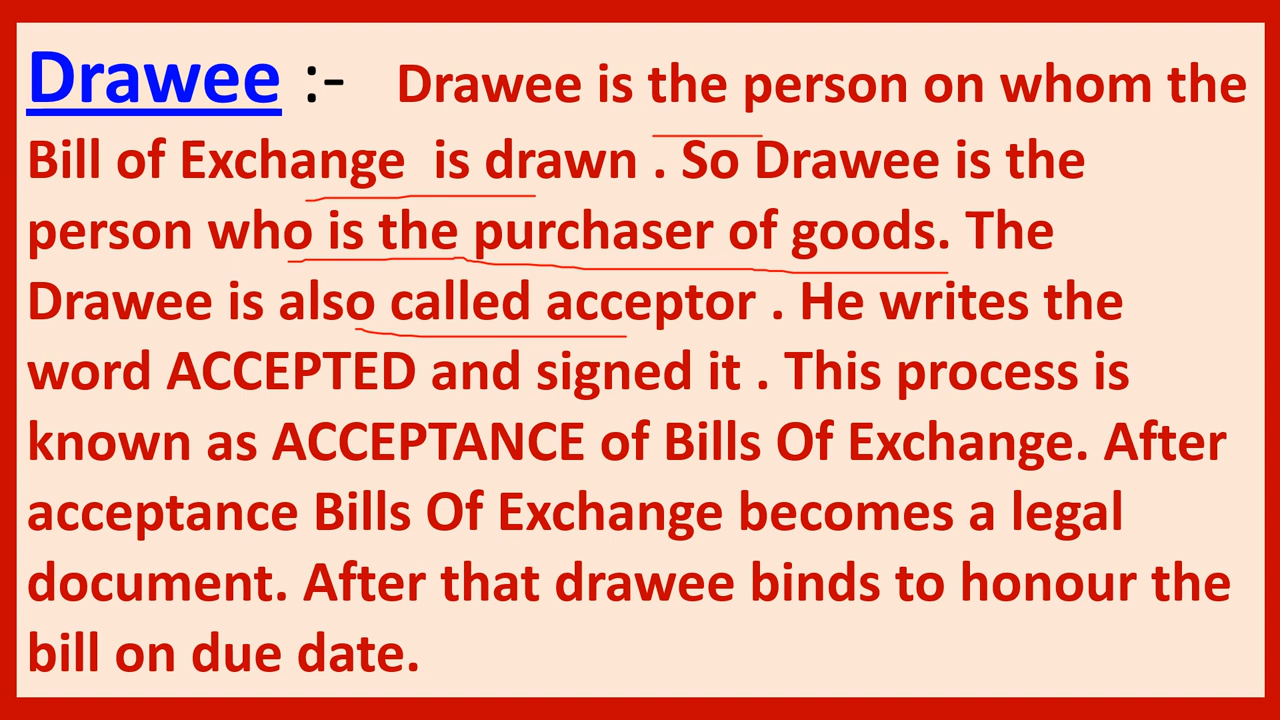 Drawee :- Drawee is the person on whom the
Bill of Exchange is drawn . So Drawee is the
person who is the purchaser of goods. The
Drawee is also called acceptor . He writes the
word ACCEPTED and signed it . This process is
known as ACCEPTANCE of Bills Of Exchange. After
acceptance Bills Of Exchange becomes a legal
document. After that drawee binds to honour the
bill on due date.